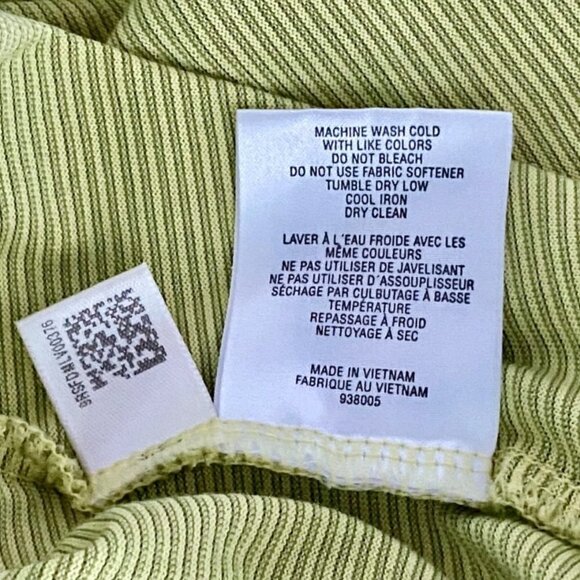 MACHINE WASH COLD
WITH LIKE COLORS
DO NOT BLEACH
DO NOT USE FABRIC SOFTENER
TUMBLE DRY LOW
COOL IRON
DRY CLEAN
LAVER À L'EAU FROIDE AVEC LES
MÊME COULEURS
NE PAS UTILISER DE JAVELISANT
NE PAS UTILISER D'ASSOUPLISSEUR
SÉCHAGE PAR CULBUTAGE À BASSE
TEMPÉRATURE
REPASSAGE À FROID
NETTOYAGE À SEC
MADE IN VIETNAM
FABRIQUE AU VIETNAM
938005